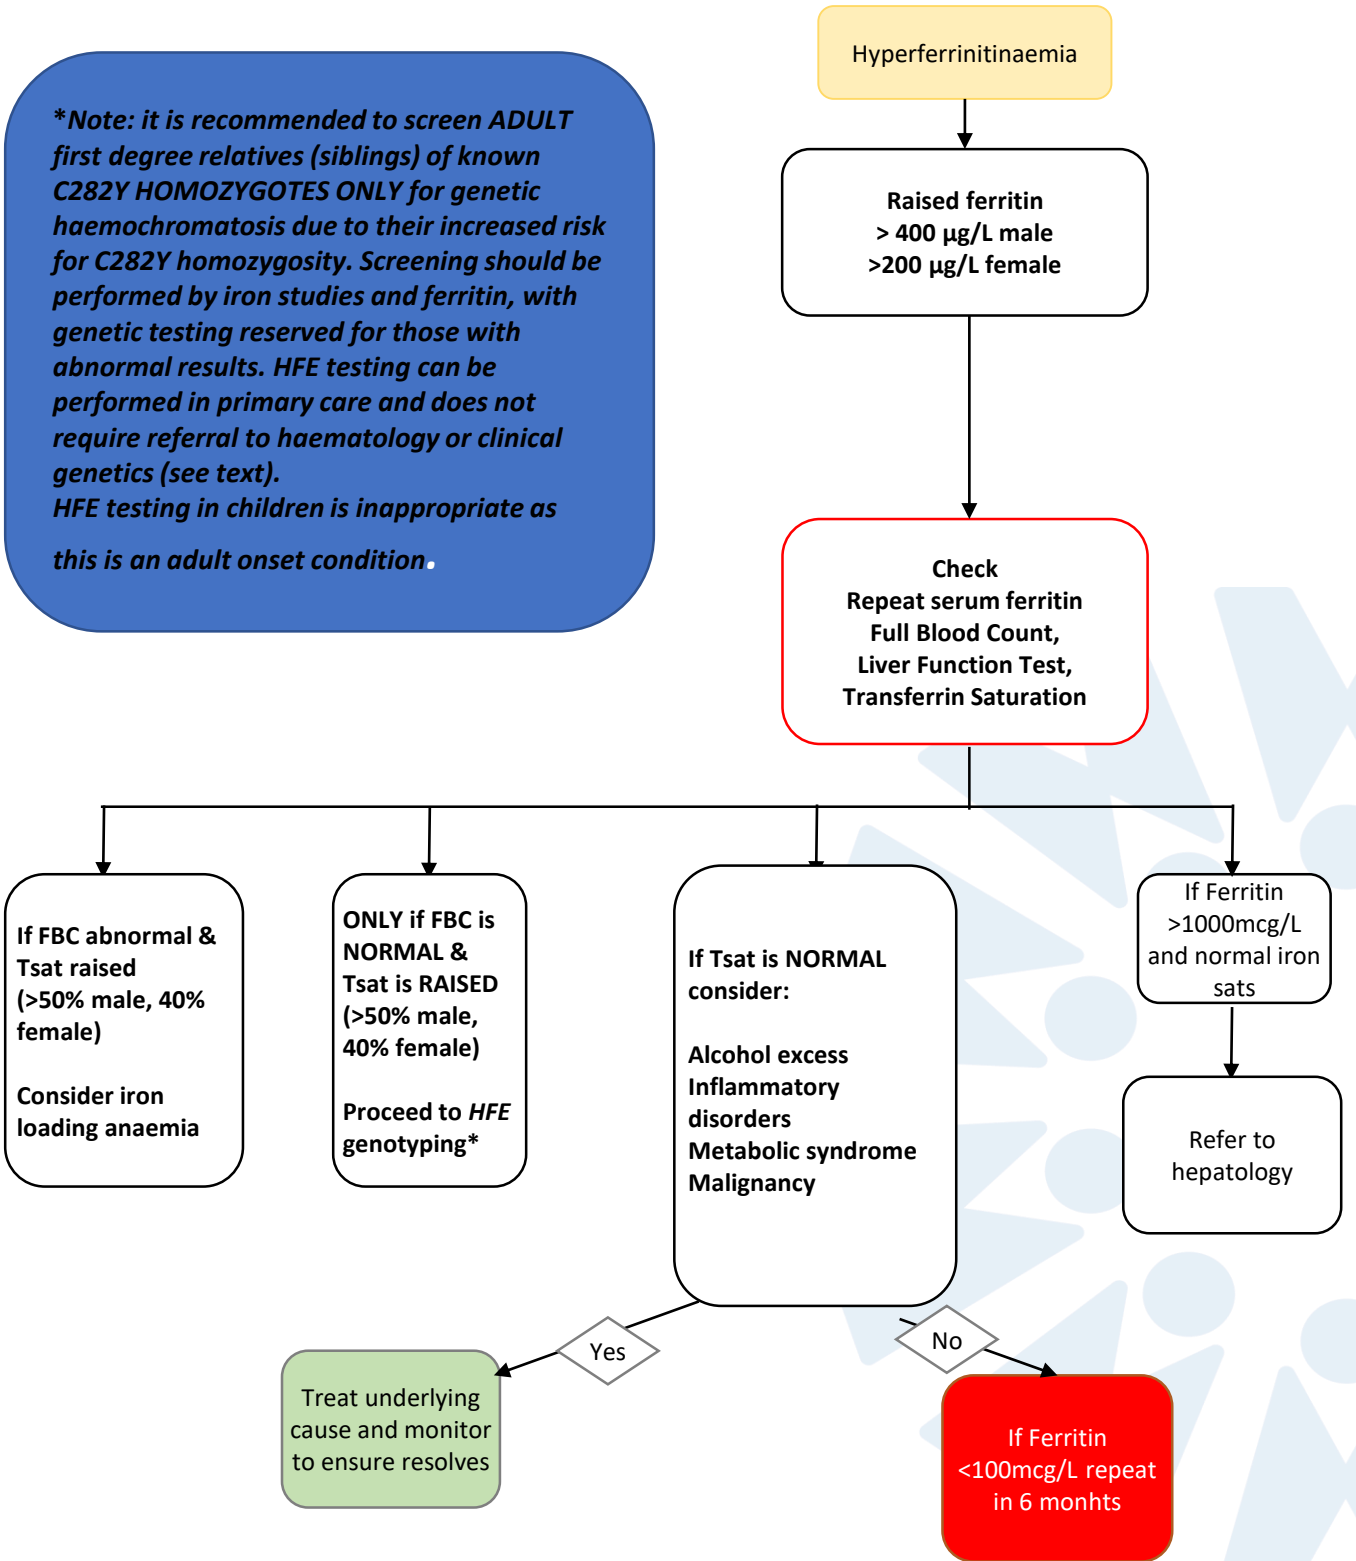 Hyperferrinitinaemia
*Note: it is recommended to screen ADULT
first degree relatives (siblings) of known
C282Y HOMOZYGOTES ONLY for genetic
haemochromatosis due to their increased risk
for C282Y homozygosity. Screening should be
performed by iron studies and ferritin, with
genetic testing reserved for those with
abnormal results. HFE testing can be
performed in primary care and does not
require referral to haematology or clinical
genetics (see text).
HFE testing in children is inappropriate as
this is an adult onset condition.
Raised ferritin
> 400 µg/L male
>200 µg/L female
Check
Repeat serum ferritin
Full Blood Count,
Liver Function Test,
Transferrin Saturation
If FBC abnormal &
Tsat raised
(>50% male, 40%
female)
Consider iron
loading anaemia
ONLY if FBC is
NORMAL &
Tsat is RAISED
(>50% male,
40% female)
Proceed to HFE
genotyping*
If Tsat is NORMAL
consider:
Alcohol excess
Inflammatory
disorders
Metabolic syndrome
Malignancy
If Ferritin
>1000mcg/L
and normal iron
sats
Refer to
hepatology
Yes
No
Treat underlying
cause and monitor
to ensure resolves
If Ferritin
<100mcg/L repeat
in 6 monhts